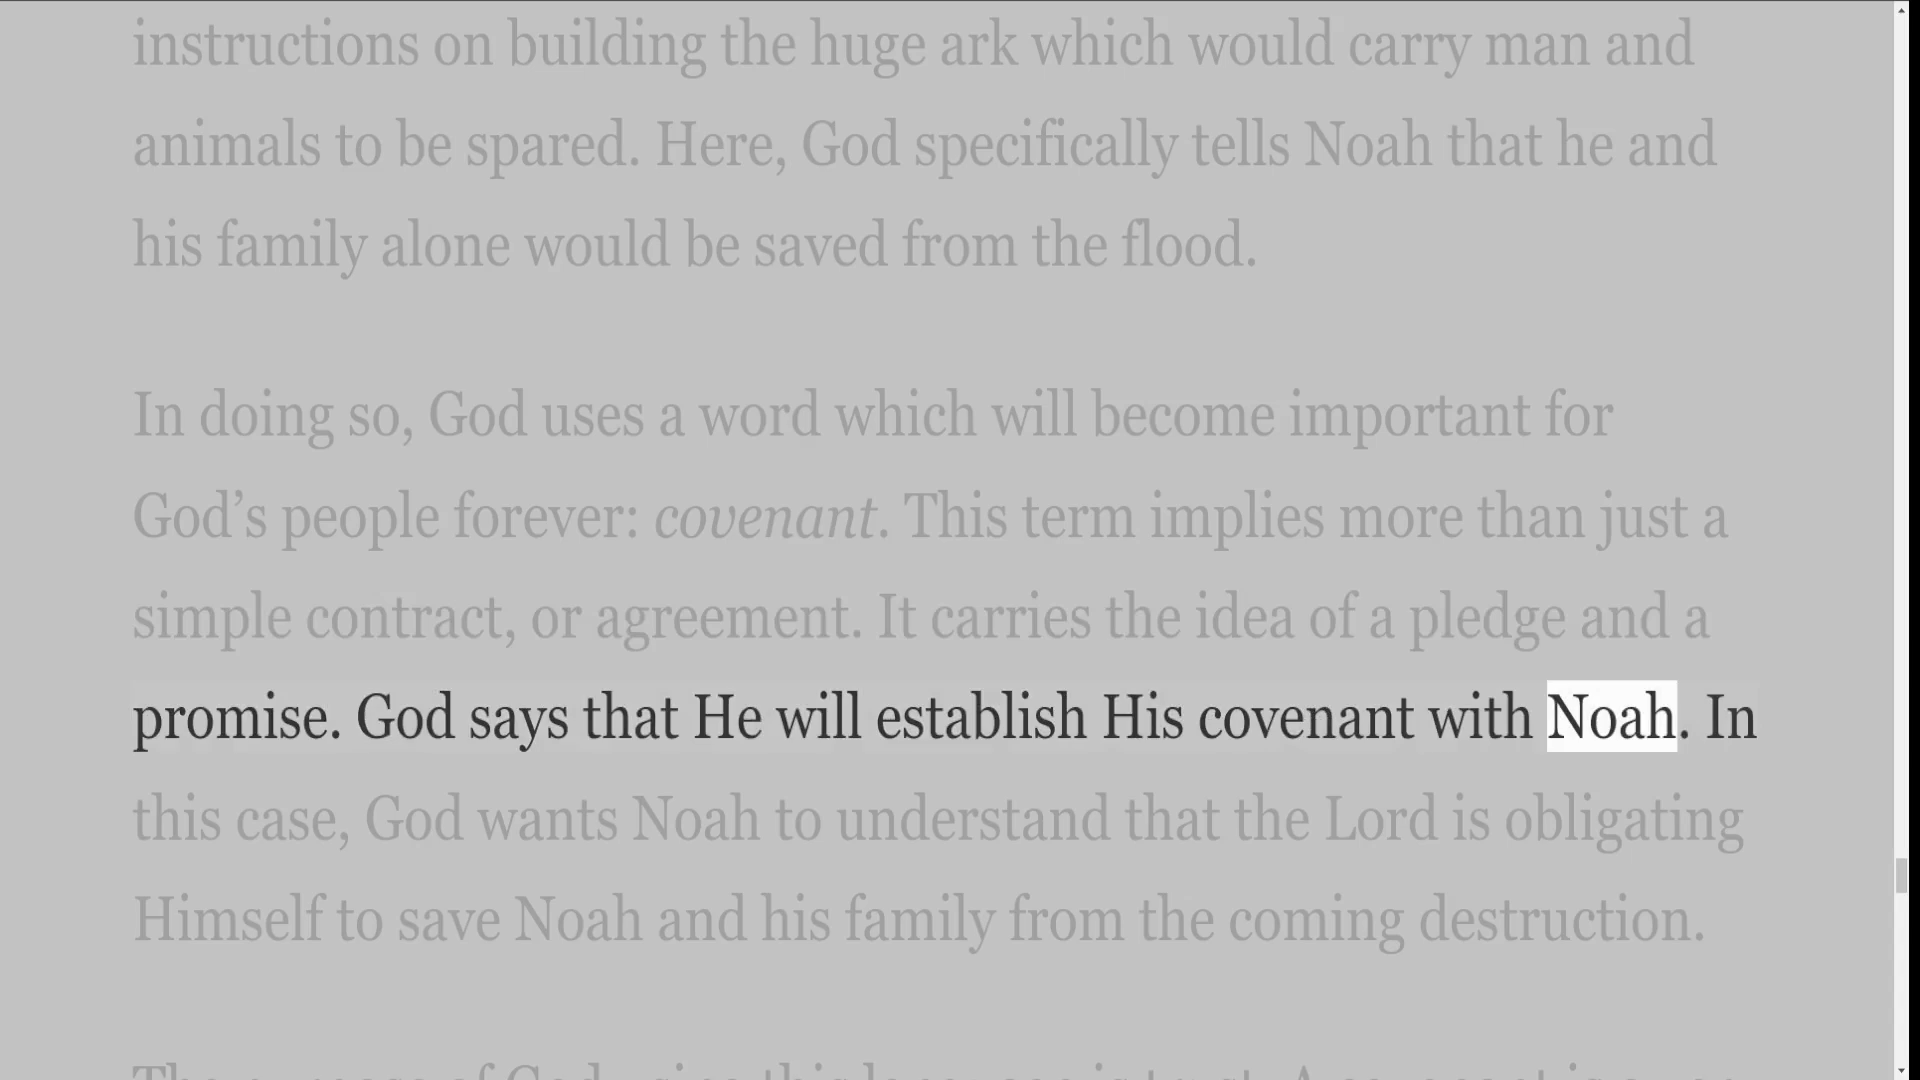 instructions on building the huge ark which would carry man and
animals to be spared. Here, God specifically tells Noah that he and
his family alone would be saved from the flood.
In doing so, God uses a word which will become important for
God’s people forever: covenant. This term implies more than just a
simple contract, or agreement. It carries the idea of a pledge and a
promise. God says that He will establish His covenant with Noah. In
this case, God wants Noah to understand that the Lord is obligating
Himself to save Noah and his family from the coming destruction.